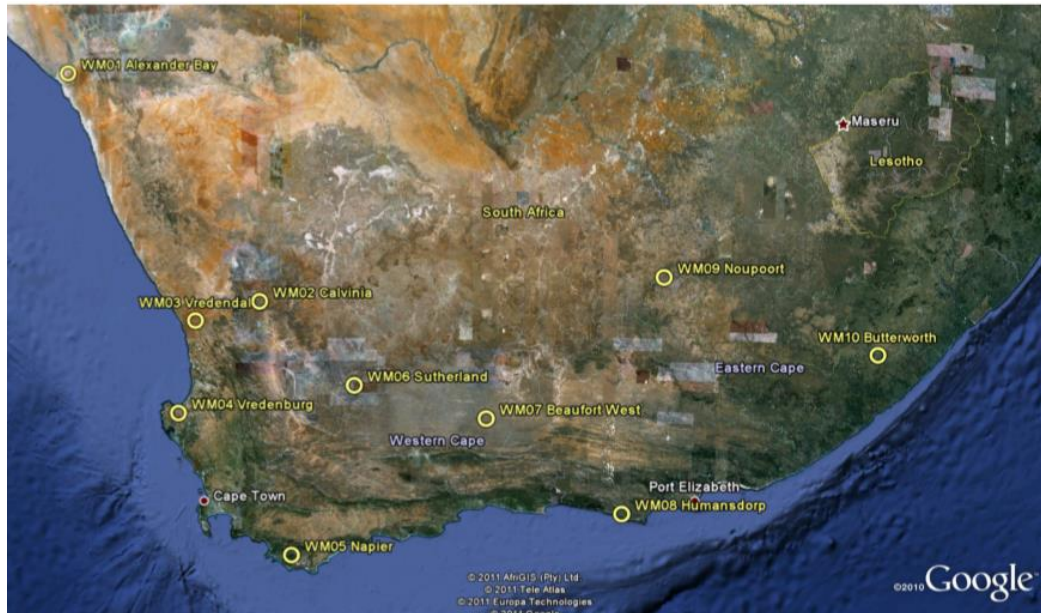 WM01 Alexander Bay
Maseru
Lesotho
South Africa
WM09 Noupoort
WM02 Calvinia
WM03 Vredendal
WM10 Butterworth
Eastern Cape
WM06 Sutherland
WM04 Vredenburg
WM07 Beaufort West
Western Cape
Port Elizabeth
Cape Town
WM08 Humansdorp
WM05 Napier
© 2011 AfriGIS (Pty) Ltd
© 2011 Tele Atlas
© 2011 Europa Technologies
© 2011 Google
©2010 Google